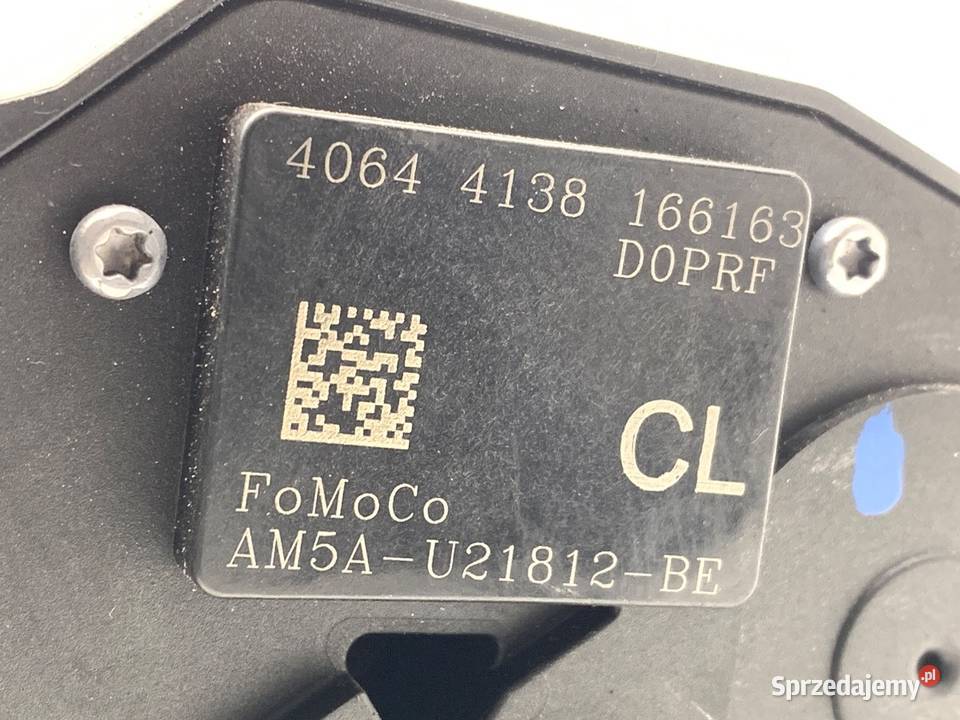 4064 4138 166163
D0PRF
CL
FoMoCo
AM5A-U21812-BE
Sprzedajemy.pl